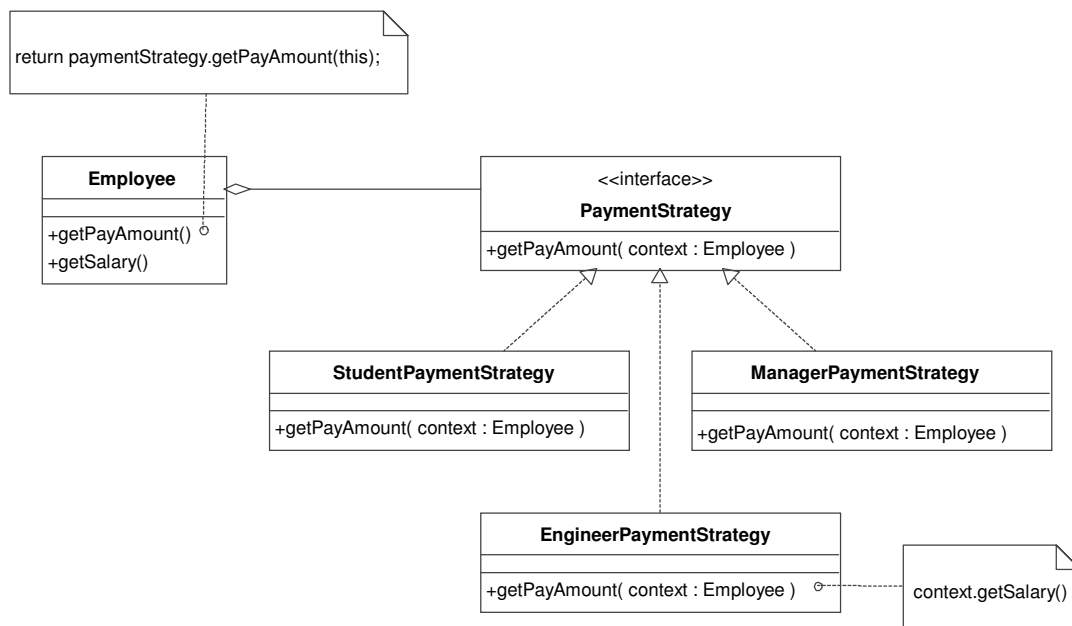 return paymentStrategy.getPayAmount(this);
Employee
+getPayAmount()
+getSalary()
<<interface>>
PaymentStrategy
+getPayAmount( context : Employee )
StudentPaymentStrategy
+getPayAmount( context : Employee )
ManagerPaymentStrategy
+getPayAmount( context : Employee )
EngineerPaymentStrategy
+getPayAmount( context : Employee )
context.getSalary()